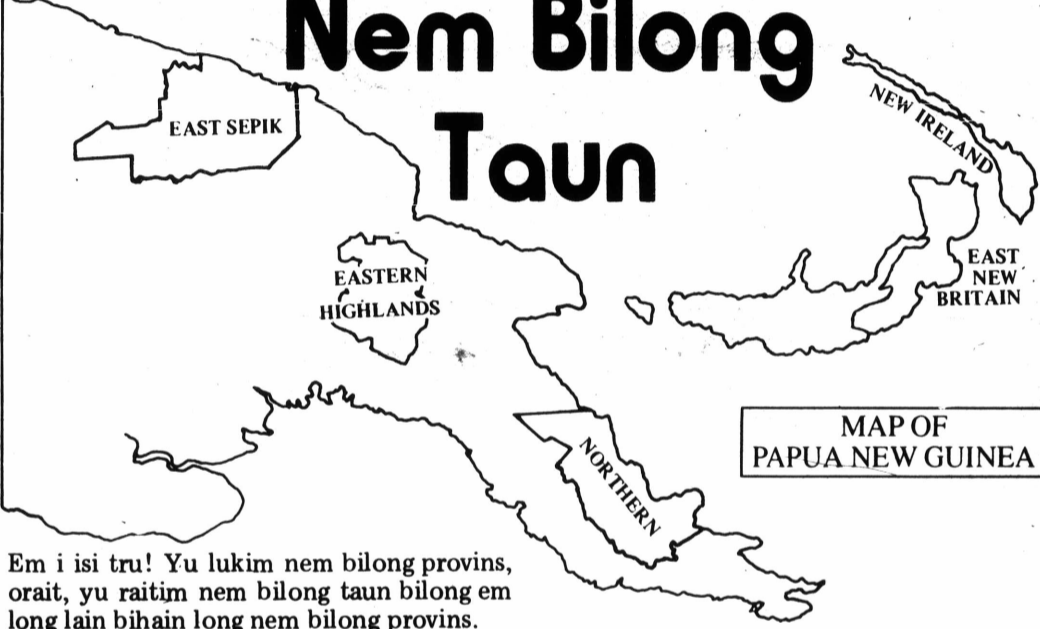 Nem Bilong
Taun
EAST SEPIK
NEW IRELAND
EASTERN
HIGHLANDS
EAST
NEW
BRITAIN
NORTHERN
MAP OF
PAPUA NEW GUINEA
Em i isi tru! Yu lukim nem bilong provins,
orait, yu raitim nem bilong taun bilong em
long lain bihain long nem bilong provins.